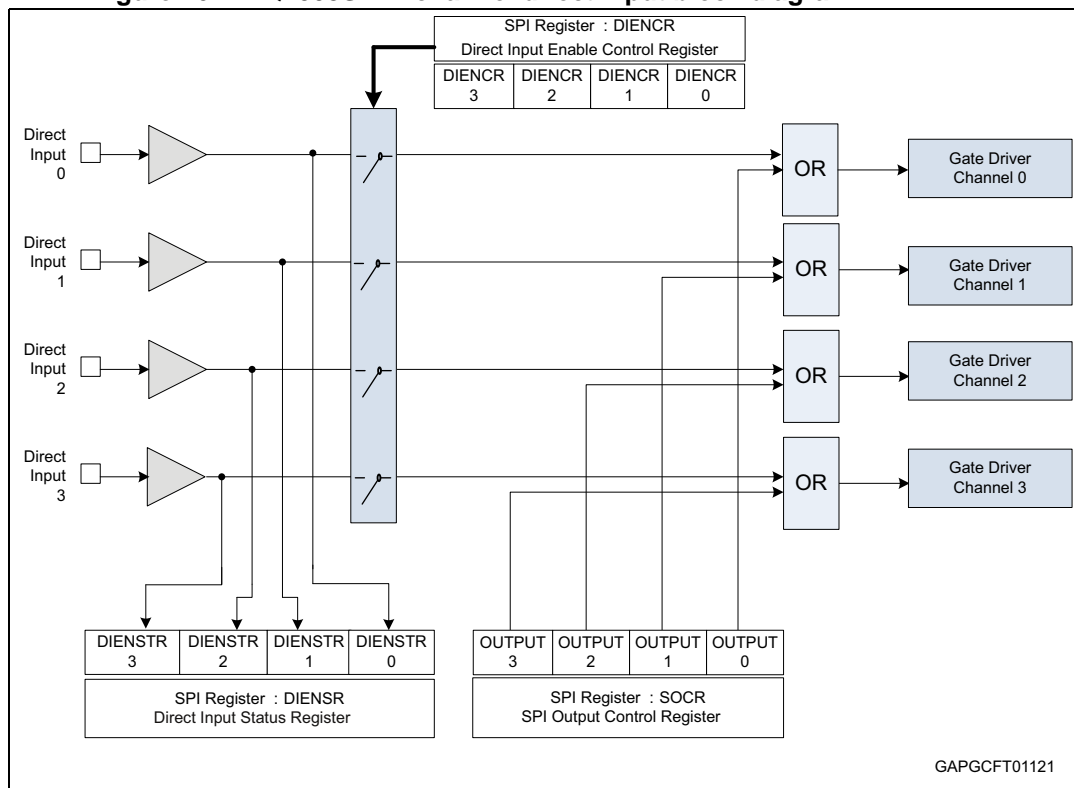 SPI Register : DIENCR
Direct Input Enable Control Register
DIENCR 3
DIENCR 2
DIENCR 1
DIENCR 0
Direct
Input
0
OR
Gate Driver
Channel 0
Direct
Input
1
OR
Gate Driver
Channel 1
Direct
Input
2
OR
Gate Driver
Channel 2
Direct
Input
3
OR
Gate Driver
Channel 3
DIENSTR 3
DIENSTR 2
DIENSTR 1
DIENSTR 0
SPI Register : DIENSR
Direct Input Status Register
OUTPUT 3
OUTPUT 2
OUTPUT 1
OUTPUT 0
SPI Register : SOCR
SPI Output Control Register
GAPGCFT01121